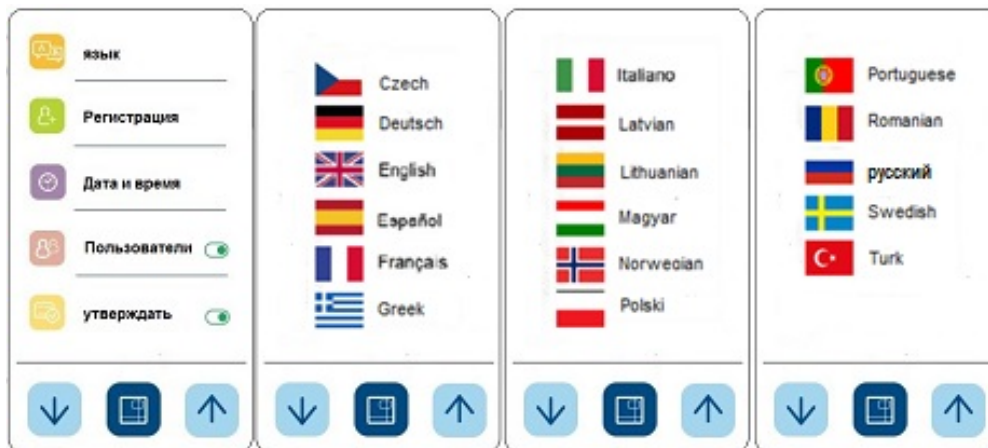 язык
Регистрация
Дата и время
Пользователи
утверждать
Czech
Deutsch
English
Español
Français
Greek
Italiano
Latvian
Lithuanian
Magyar
Norwegian
Polski
Portuguese
Romanian
русский
Swedish
Turk